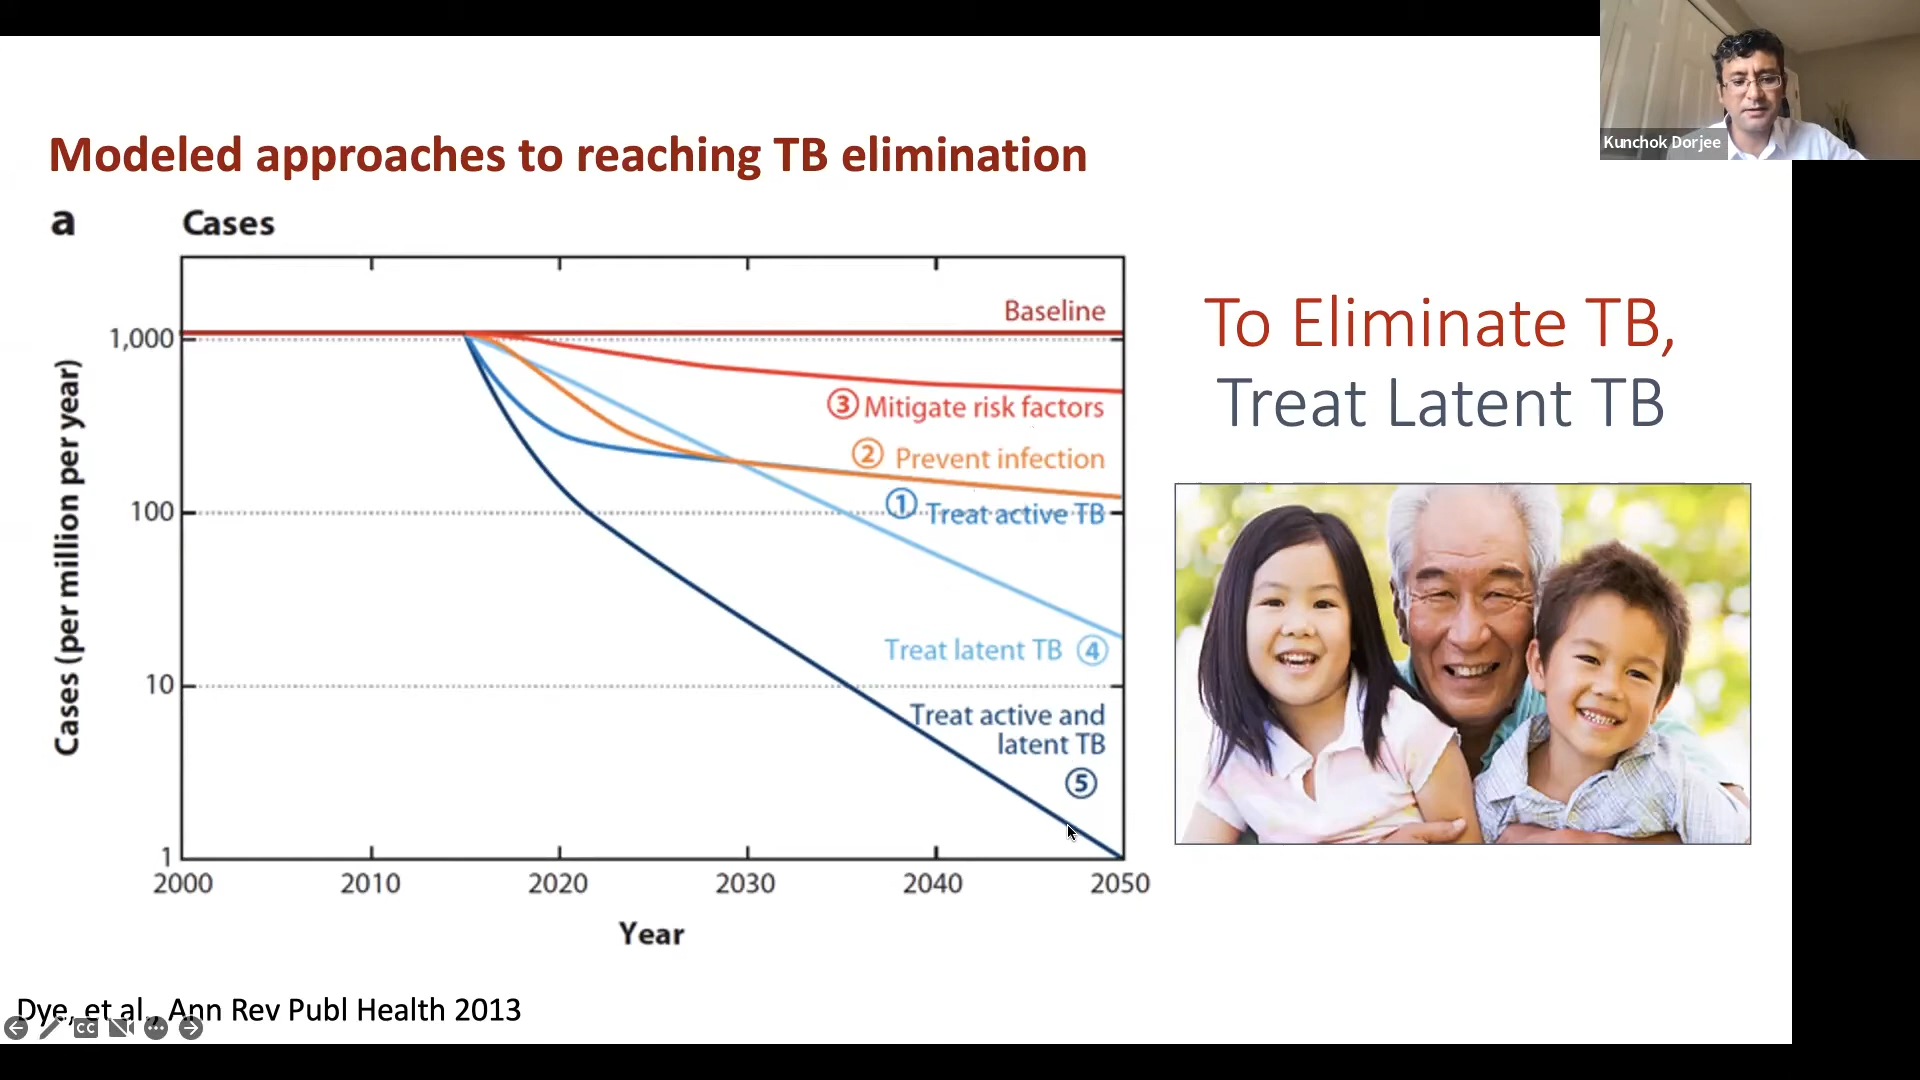 Kunchok Dorjee
Modeled approaches to reaching TB elimination
a
Cases
Cases (per million per year)
1,000
100
10
1
Baseline
③ Mitigate risk factors
② Prevent infection
① Treat active TB
Treat latent TB ④
Treat active and
latent TB
⑤
2000 2010 2020 2030 2040 2050
Year
To Eliminate TB,
Treat Latent TB
Dye, et al., Ann Rev Publ Health 2013
CC